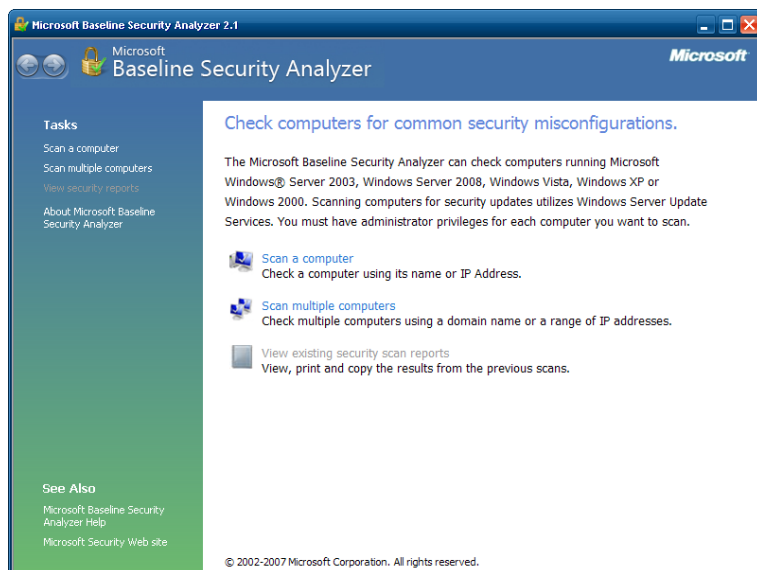 Microsoft Baseline Security Analyzer 2.1
Microsoft
Baseline Security Analyzer
Microsoft
Tasks
Scan a computer
Scan multiple computers
View security reports
About Microsoft Baseline
Security Analyzer
See Also
Microsoft Baseline Security
Analyzer Help
Microsoft Security Web site
Check computers for common security misconfigurations.
The Microsoft Baseline Security Analyzer can check computers running Microsoft
Windows® Server 2003, Windows Server 2008, Windows Vista, Windows XP or
Windows 2000. Scanning computers for security updates utilizes Windows Server Update
Services. You must have administrator privileges for each computer you want to scan.
Scan a computer
Check a computer using its name or IP Address.
Scan multiple computers
Check multiple computers using a domain name or a range of IP addresses.
View existing security scan reports
View, print and copy the results from the previous scans.
© 2002-2007 Microsoft Corporation. All rights reserved.